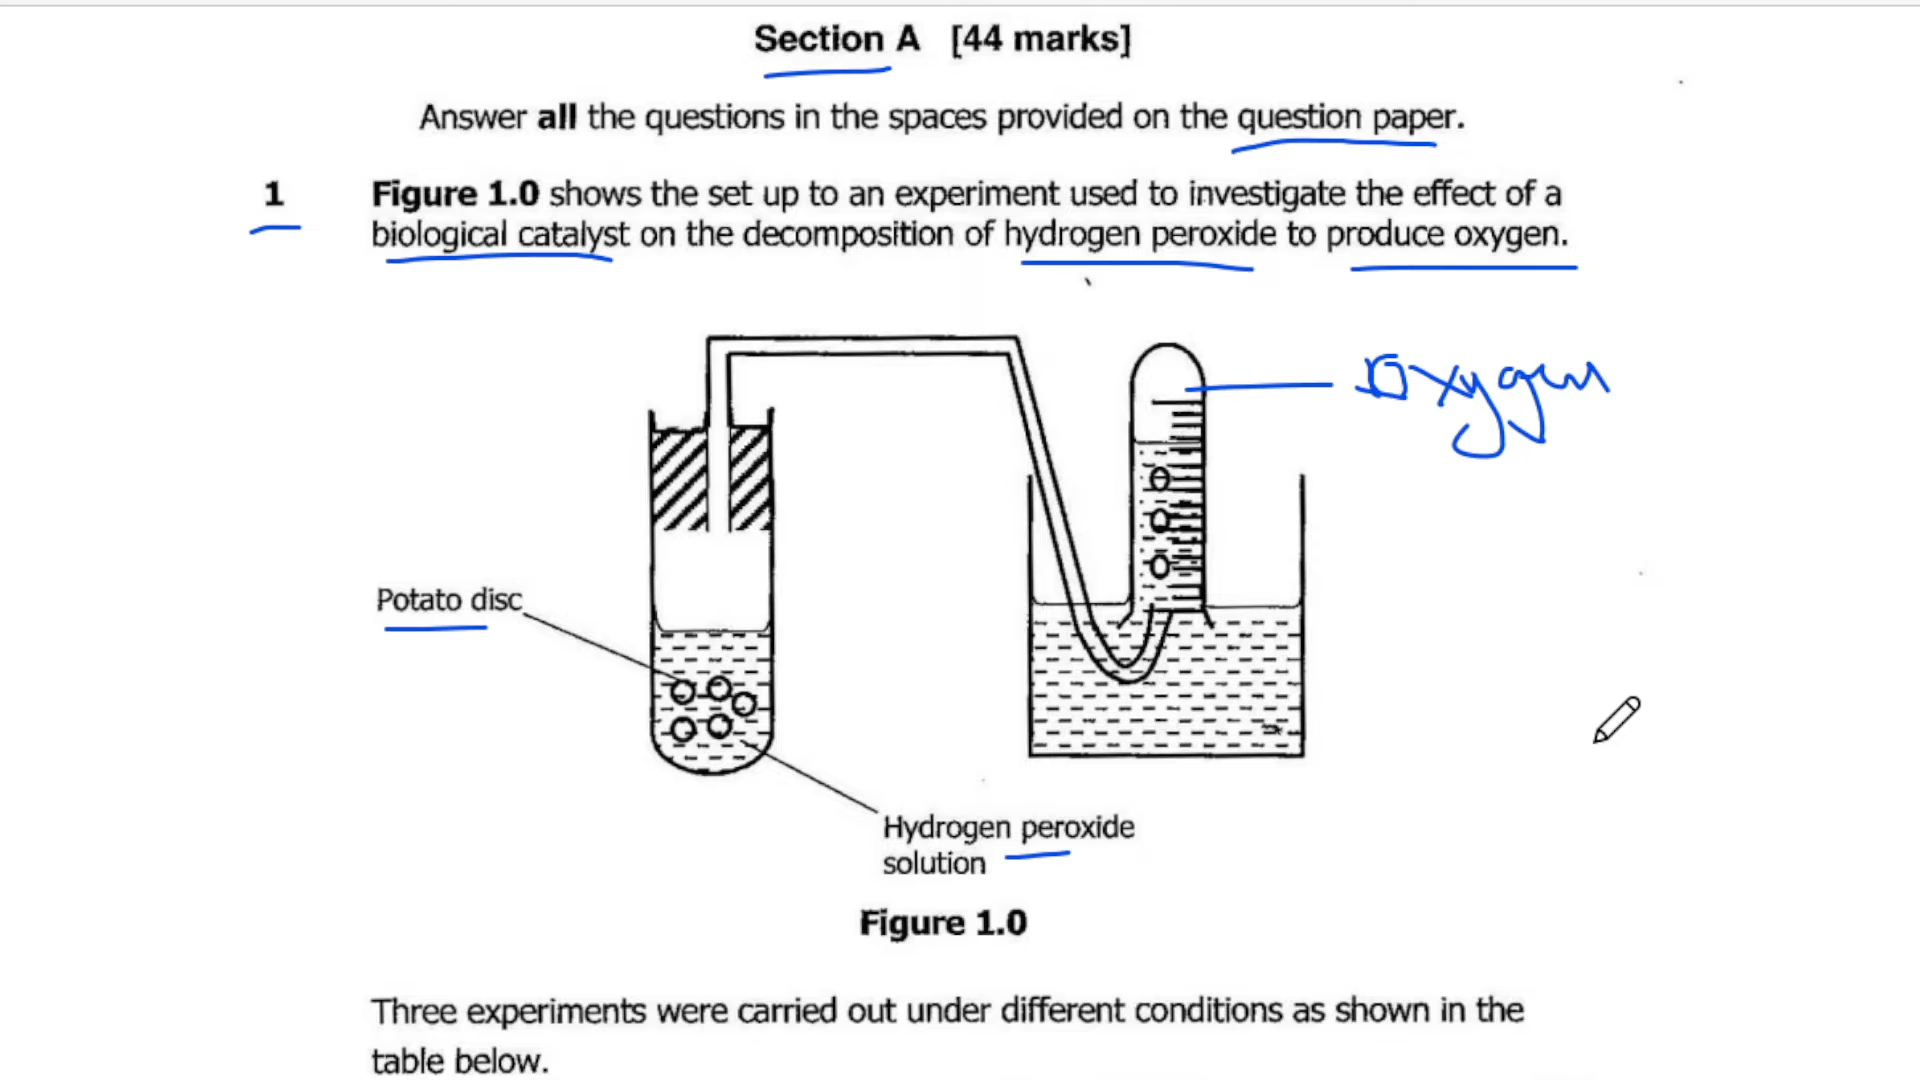 Section A [44 marks]
Answer all the questions in the spaces provided on the question paper.
1 Figure 1.0 shows the set up to an experiment used to investigate the effect of a
biological catalyst on the decomposition of hydrogen peroxide to produce oxygen.
Oxygen
Potato disc
Hydrogen peroxide
solution
Figure 1.0
Three experiments were carried out under different conditions as shown in the
table below.